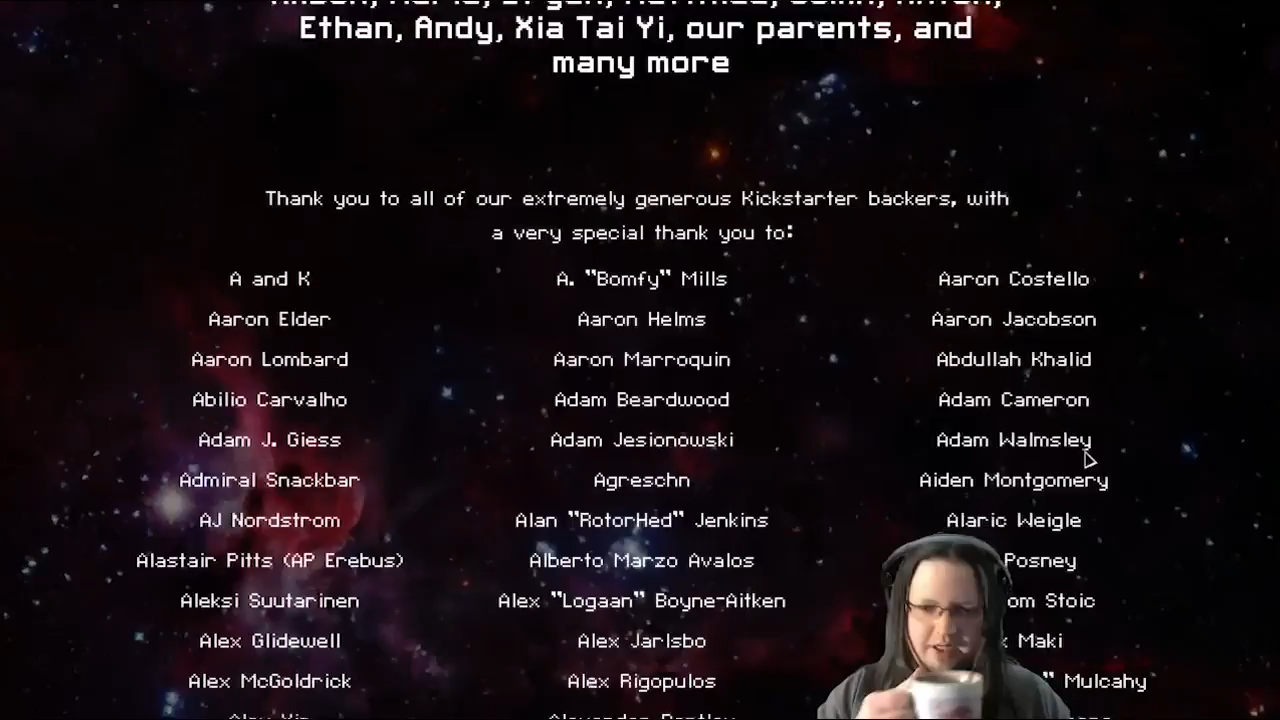 Ethan, Andy, Xia Tai Yi, our parents, and
many more
Thank you to all of our extremely generous Kickstarter backers, with
a very special thank you to:
A and K A. "Bomfy" Mills Aaron Costello
Aaron Elder Aaron Helms Aaron Jacobson
Aaron Lombard Aaron Marroquin Abdullah Khalid
Abilio Carvalho Adam Beardwood Adam Cameron
Adam J. Giess Adam Jesionowski Adam Walmsley
Admiral Snackbar Agreschn Aiden Montgomery
AJ Nordstrom Alan "RotorHed" Jenkins Alaric Weigle
Alastair Pitts (AP Erebus) Alberto Marzo Avalos Posney
Aleksi Suutarinen Alex "Logaan" Boyne-Aitken Stoic
Alex Glidewell Alex Jarlsbo Maki
Alex McGoldrick Alex Rigopulos Mulcahy